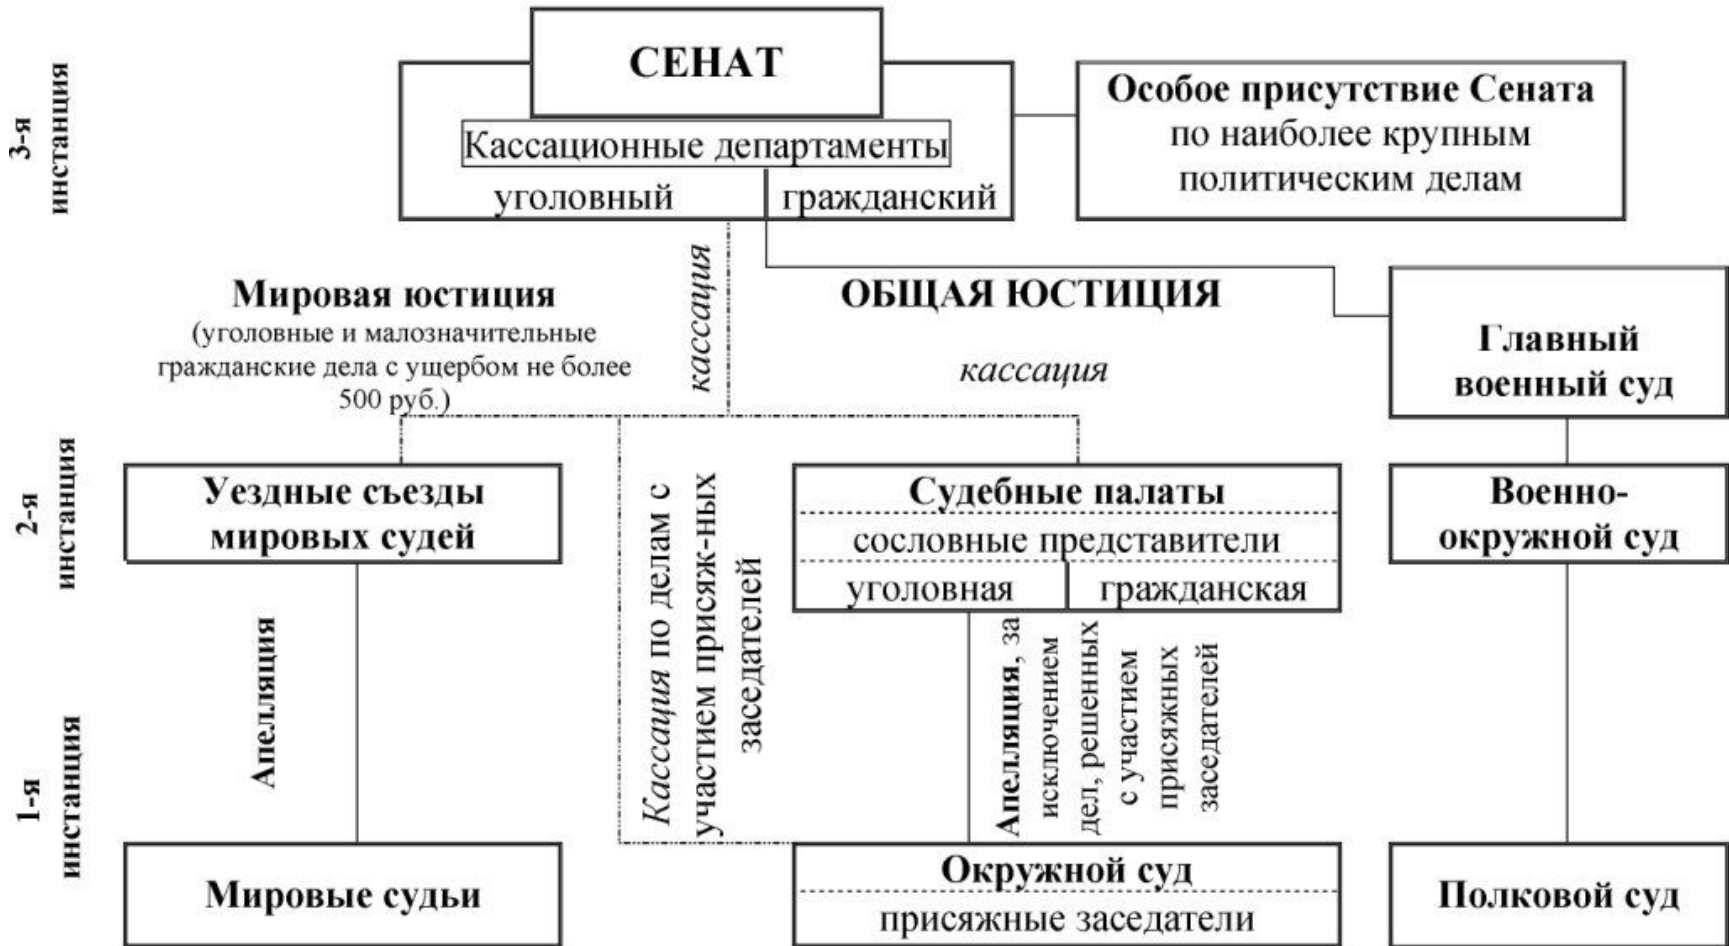 СЕНАТ
Кассационные департаменты
уголовный
гражданский
Особое присутствие Сената
по наиболее крупным
политическим делам
3-я
инстанция
Мировая юстиция
(уголовные и малозначительные
гражданские дела с ущербом не более
500 руб.)
кассация
ОБЩАЯ ЮСТИЦИЯ
кассация
Главный
военный суд
2-я
инстанция
Уездные съезды
мировых судей
Кассация по делам с
участием присяж-ных
заседателей
Судебные палаты
сословные представители
уголовная
гражданская
Военно-
окружной суд
Апелляция
Апелляция, за
исключением
дел, решенных
с участием
присяжных
заседателей
1-я
инстанция
Мировые судьи
Окружной суд
присяжные заседатели
Полковой суд